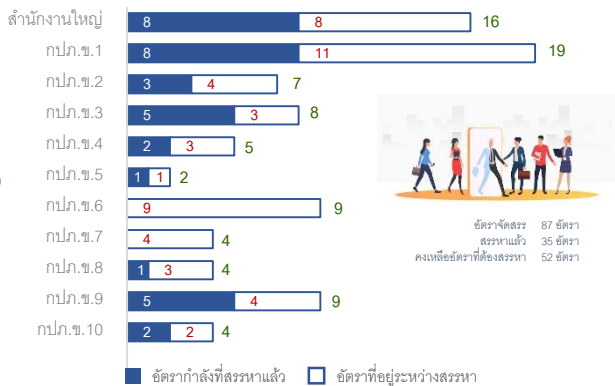 สำนักงานใหญ่ 8 8 16
กปภ.ข.1 8 11 19
กปภ.ข.2 3 4 7
กปภ.ข.3 5 3 8
กปภ.ข.4 2 3 5
กปภ.ข.5 1 1 2
กปภ.ข.6 9 9
กปภ.ข.7 4 4
กปภ.ข.8 1 3 4
กปภ.ข.9 5 4 9
กปภ.ข.10 2 2 4
อัตราจัดสรร 87 อัตรา
สรรหาแล้ว 35 อัตรา
คงเหลืออัตราที่ต้องสรรหา 52 อัตรา
อัตรากำลังที่สรรหาแล้ว อัตราที่อยู่ระหว่างสรรหา